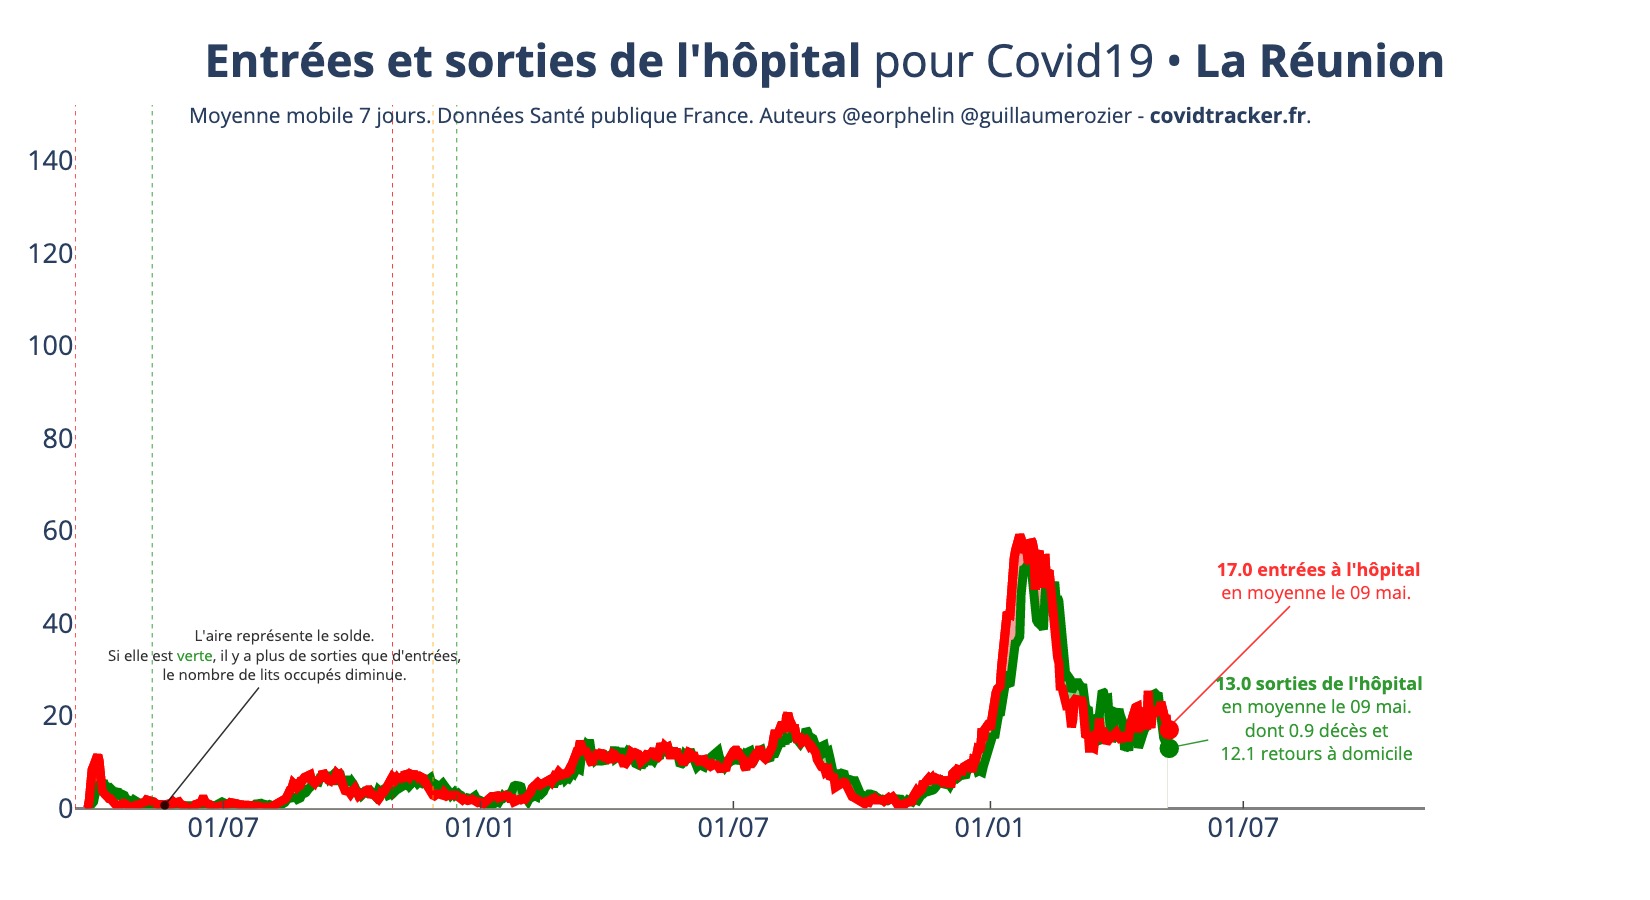 Entrées et sorties de l'hôpital pour Covid19 • La Réunion
Moyenne mobile 7 jours. Données Santé publique France. Auteurs @eorphelin @guillaumerozier - covidtracker.fr.
140
120
100
80
60
40
20
0
L'aire représente le solde.
Si elle est verte, il y a plus de sorties que d'entrées,
le nombre de lits occupés diminue.
17.0 entrées à l'hôpital
en moyenne le 09 mai.
13.0 sorties de l'hôpital
en moyenne le 09 mai.
dont 0.9 décès et
12.1 retours à domicile
01/07
01/01
01/07
01/01
01/07